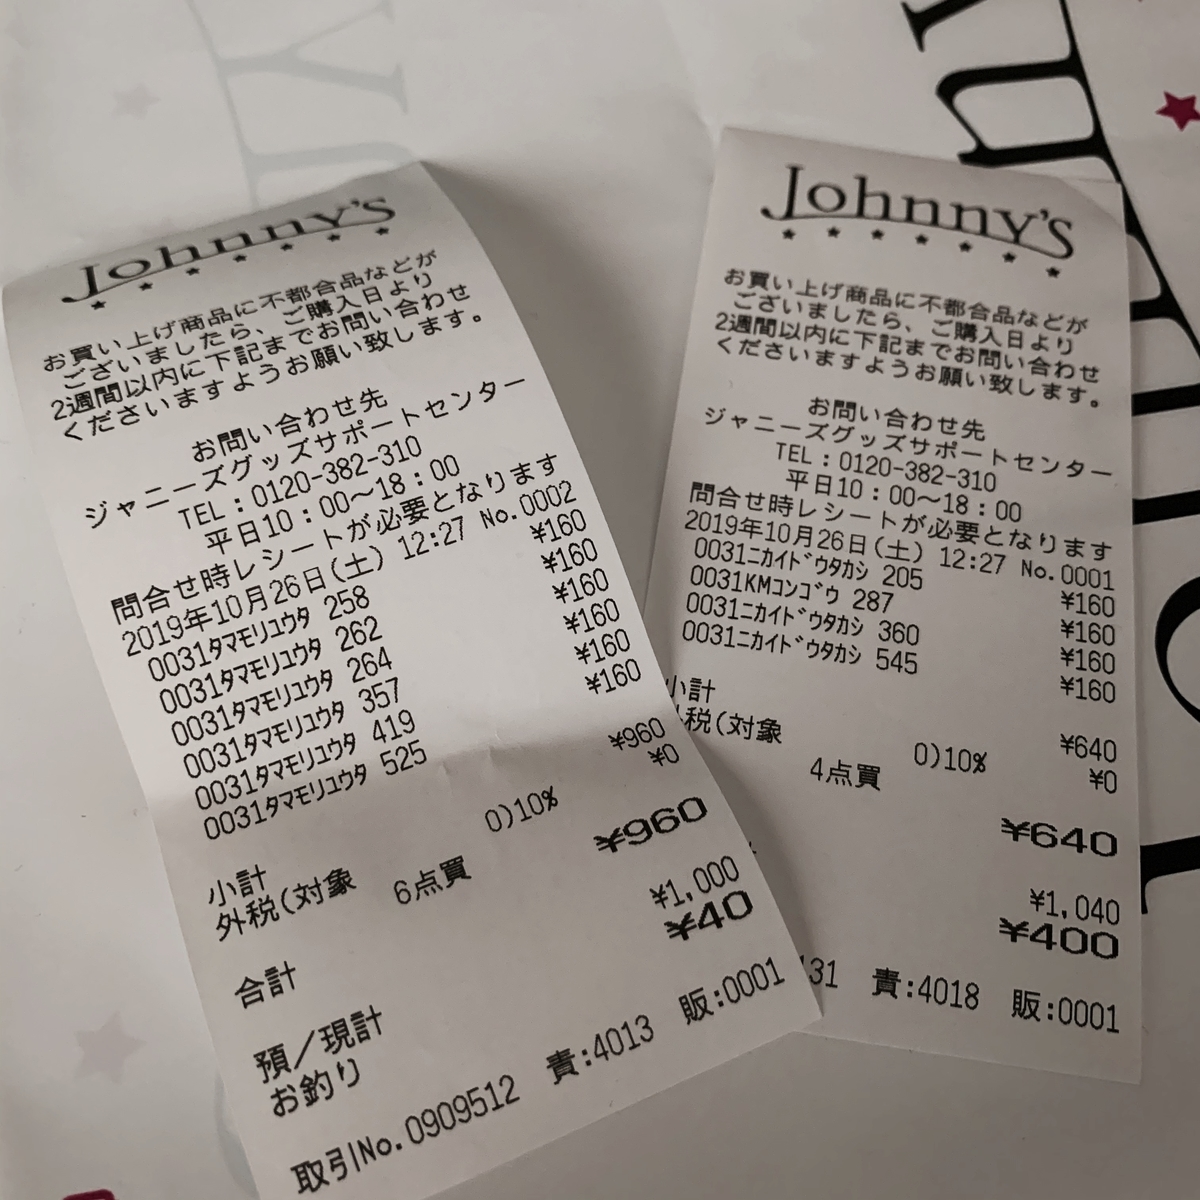 Johnny's
お買い上げ商品に不都合品などが
ございましたら、ご購入日より
2週間以内に下記までお問い合わせ
くださいますようお願い致します。
お問い合わせ先
ジャニーズグッズサポートセンター
TEL：0120-382-310
平日10：00〜18：00
問合せ時レシートが必要となります
2019年10月26日(土) 12:27 No.0002
0031ﾀﾏﾓﾘﾕｳﾀ 258 ¥160
0031ﾀﾏﾓﾘﾕｳﾀ 262 ¥160
0031ﾀﾏﾓﾘﾕｳﾀ 264 ¥160
0031ﾀﾏﾓﾘﾕｳﾀ 357 ¥160
0031ﾀﾏﾓﾘﾕｳﾀ 419 ¥160
0031ﾀﾏﾓﾘﾕｳﾀ 525 ¥160
小計 ¥960
外税(対象 0)10% ¥0
6点買
合計 ¥960
預／現計 ¥1,000
お釣り ¥40
取引No.0909512 責:4013 販:0001
Johnny's
お買い上げ商品に不都合品などが
ございましたら、ご購入日より
2週間以内に下記までお問い合わせ
くださいますようお願い致します。
お問い合わせ先
ジャニーズグッズサポートセンター
TEL：0120-382-310
平日10：00〜18：00
問合せ時レシートが必要となります
2019年10月26日(土) 12:27 No.0001
0031ﾆｶｲﾄﾞｳﾀｶｼ 205 ¥160
0031KMｺﾝｺﾞｳ 287 ¥160
0031ﾆｶｲﾄﾞｳﾀｶｼ 360 ¥160
0031ﾆｶｲﾄﾞｳﾀｶｼ 545 ¥160
小計 ¥640
外税(対象 0)10% ¥0
4点買
¥640
¥1,040
¥400
31 責:4018 販:0001